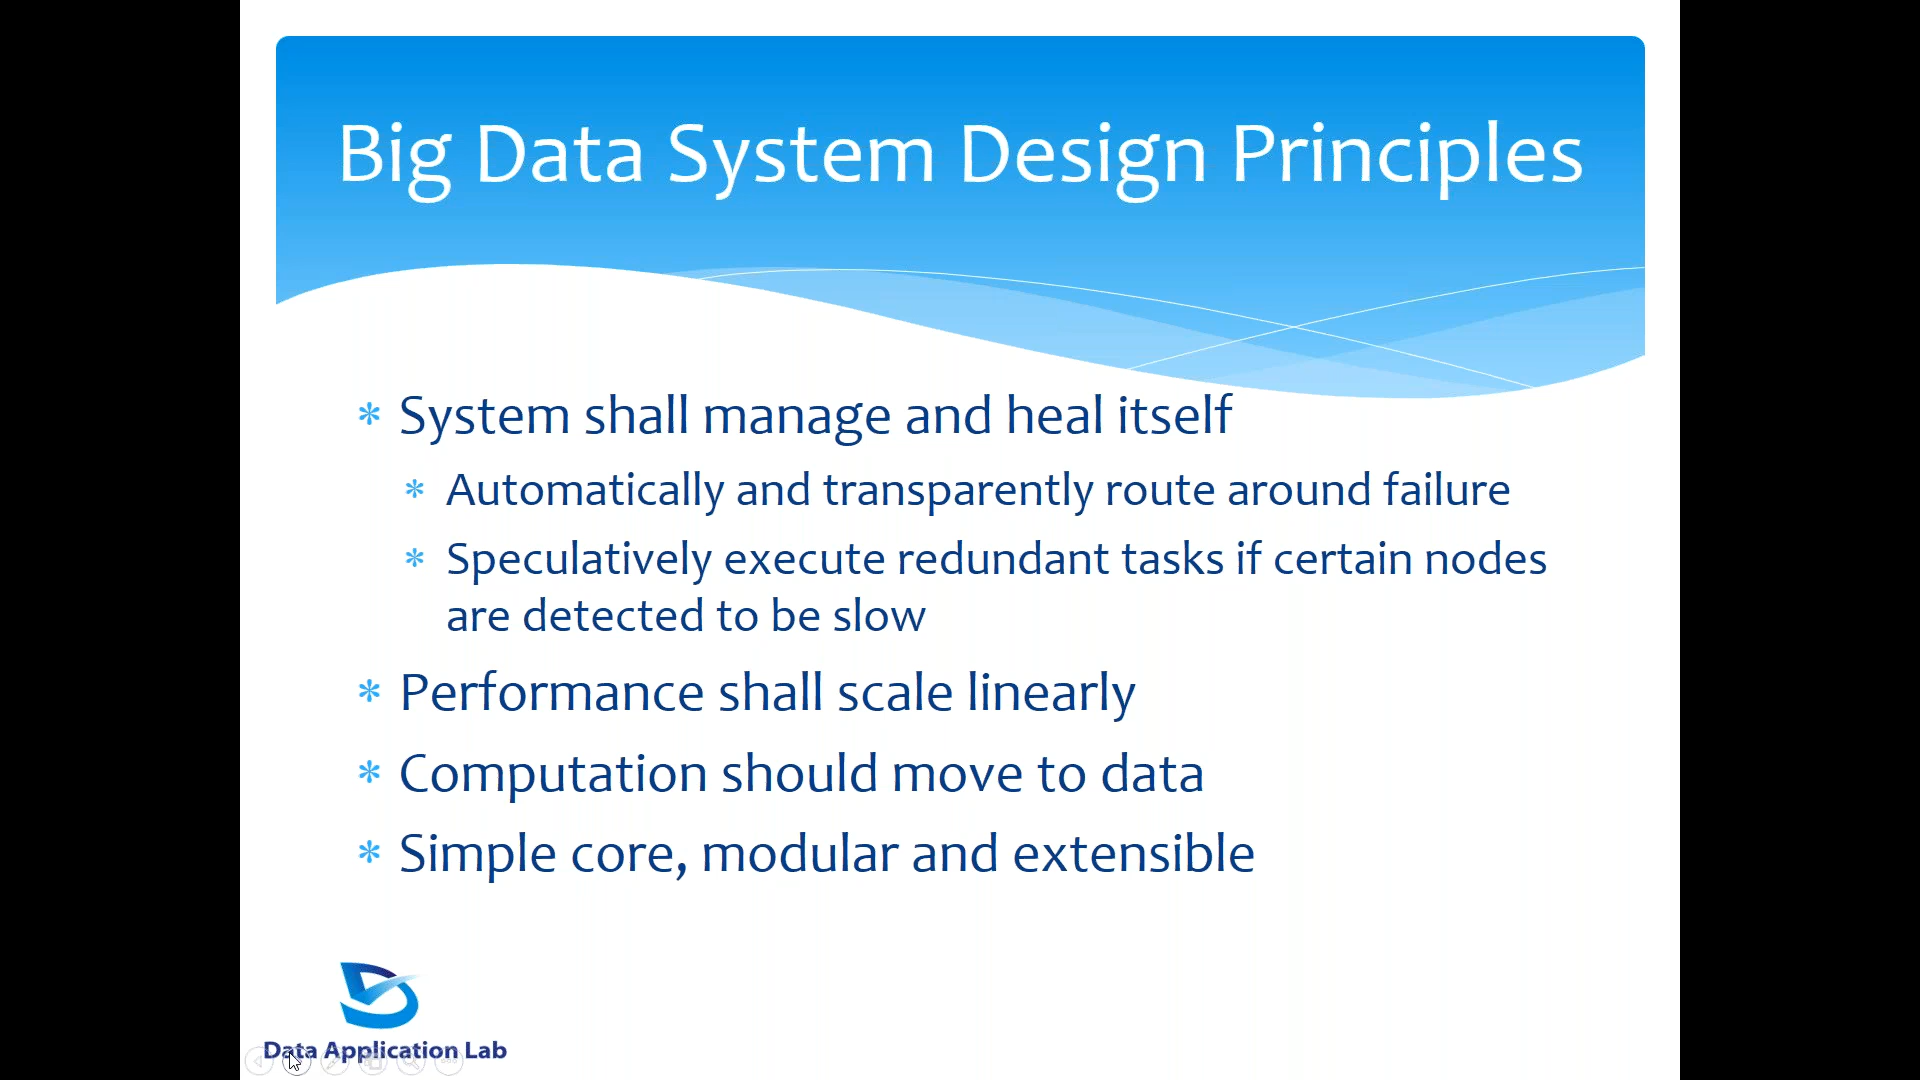 Big Data System Design Principles
* System shall manage and heal itself
* Automatically and transparently route around failure
* Speculatively execute redundant tasks if certain nodes
are detected to be slow
* Performance shall scale linearly
* Computation should move to data
* Simple core, modular and extensible
Data Application Lab